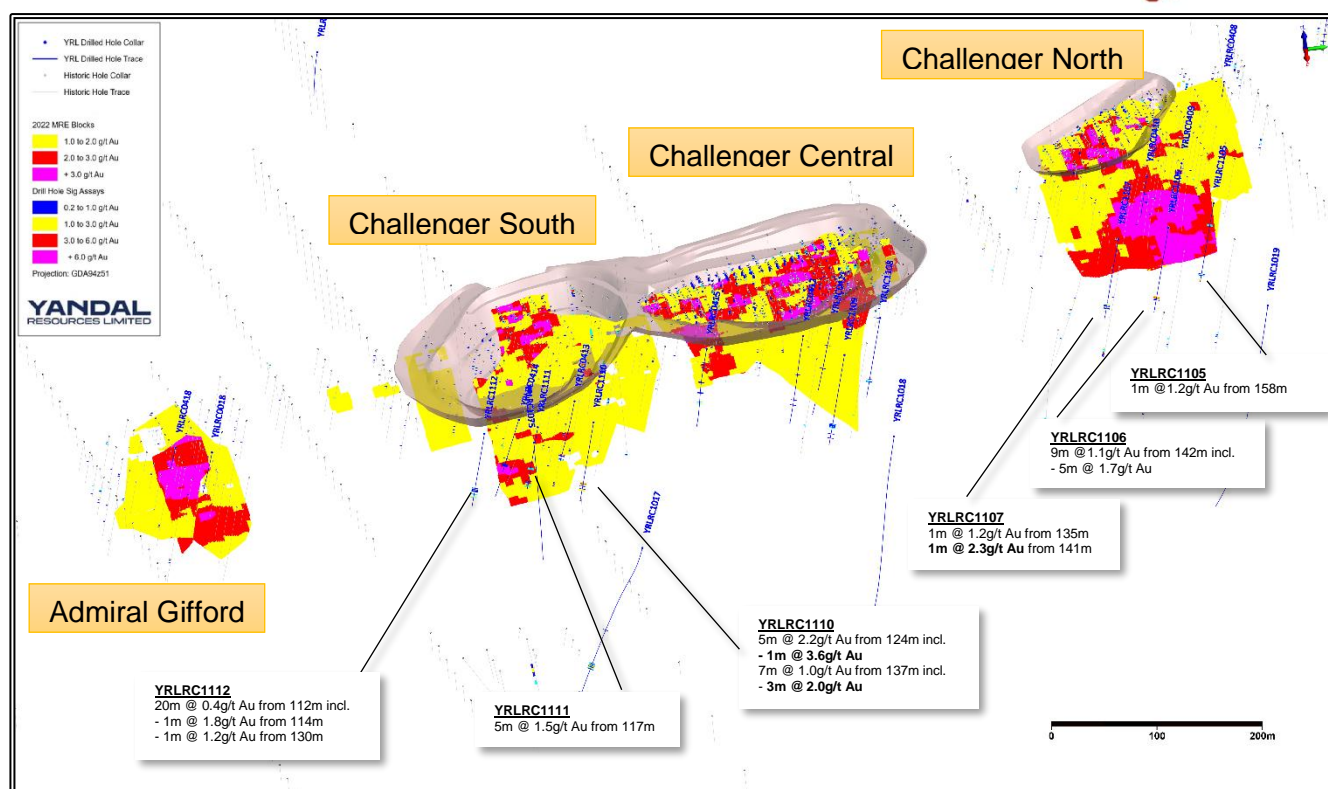 YRL Drilled Hole Collar
YRL Drilled Hole Trace
Historic Hole Collar
Historic Hole Trace
2022 MRE Blocks
1.0 to 2.0 g/t Au
2.0 to 3.0 g/t Au
+ 3.0 g/t Au
Drill Hole Sig Assays
0.2 to 1.0 g/t Au
1.0 to 3.0 g/t Au
3.0 to 6.0 g/t Au
+ 6.0 g/t Au
Projection: GDA94z51
YANDAL
RESOURCES LIMITED
Challenger North
Challenger Central
Challenger South
Admiral Gifford
YRLRC0408
YRLRC0409
YRLRC0410
YRLRC1105
YRLRC1106
YRLRC1107
YRLRC1019
YRLRC1108
YRLRC1109
YRLRC1018
YRLRC0413
YRLRC1110
YRLRC0414
YRLRC1111
YRLRC1112
YRLRC1017
YRLRC0418
YRLRC0018
YRLRC1105
1m @1.2g/t Au from 158m
YRLRC1106
9m @1.1g/t Au from 142m incl.
- 5m @ 1.7g/t Au
YRLRC1107
1m @ 1.2g/t Au from 135m
1m @ 2.3g/t Au from 141m
YRLRC1110
5m @ 2.2g/t Au from 124m incl.
- 1m @ 3.6g/t Au
7m @ 1.0g/t Au from 137m incl.
- 3m @ 2.0g/t Au
YRLRC1111
5m @ 1.5g/t Au from 117m
YRLRC1112
20m @ 0.4g/t Au from 112m incl.
- 1m @ 1.8g/t Au from 114m
- 1m @ 1.2g/t Au from 130m
0 100 200m